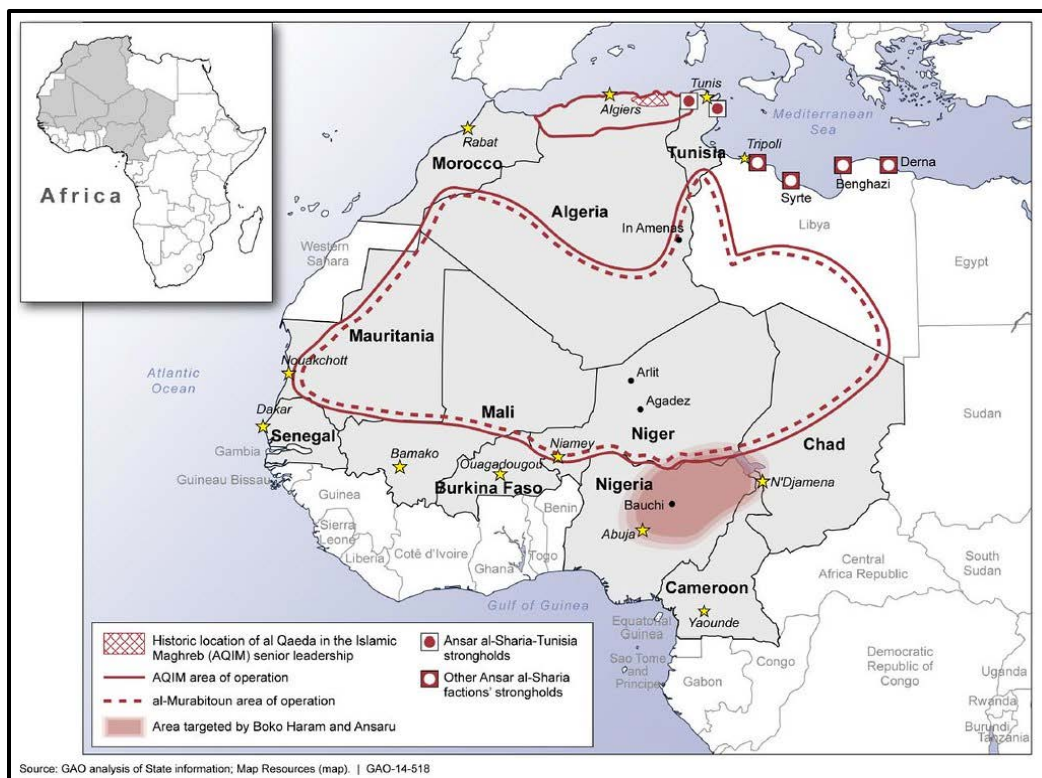 Africa
Algiers
Tunis
Mediterranean
Sea
Rabat
Morocco
Tunisia
Tripoli
Derna
Benghazi
Syrte
Algeria
In Amenas
Libya
Egypt
Western
Sahara
Mauritania
Nouakchott
Atlantic
Ocean
Arlit
Agadez
Mali
Niger
Chad
Sudan
Dakar
Senegal
Gambia
Bamako
Niamey
Ouagadougou
Burkina Faso
Nigeria
N'Djamena
Guineau Bissau
Guinea
Bauchi
Benin
Abuja
Sierra
Leone
Liberia
Coté d'Ivoire
Ghana
Togo
Central
Africa Republic
South
Sudan
Cameroon
Gulf of Guinea
Yaounde
Equatorial
Guinea
Sao Tome
and
Principe
Gabon
Congo
Democratic
Republic of
Congo
Uganda
Rwanda
Burundi
Tanzania
Historic location of al Qaeda in the Islamic
Maghreb (AQIM) senior leadership
AQIM area of operation
al-Murabitoun area of operation
Area targeted by Boko Haram and Ansaru
Ansar al-Sharia-Tunisia
strongholds
Other Ansar al-Sharia
factions' strongholds
Source: GAO analysis of State information; Map Resources (map). | GAO-14-518